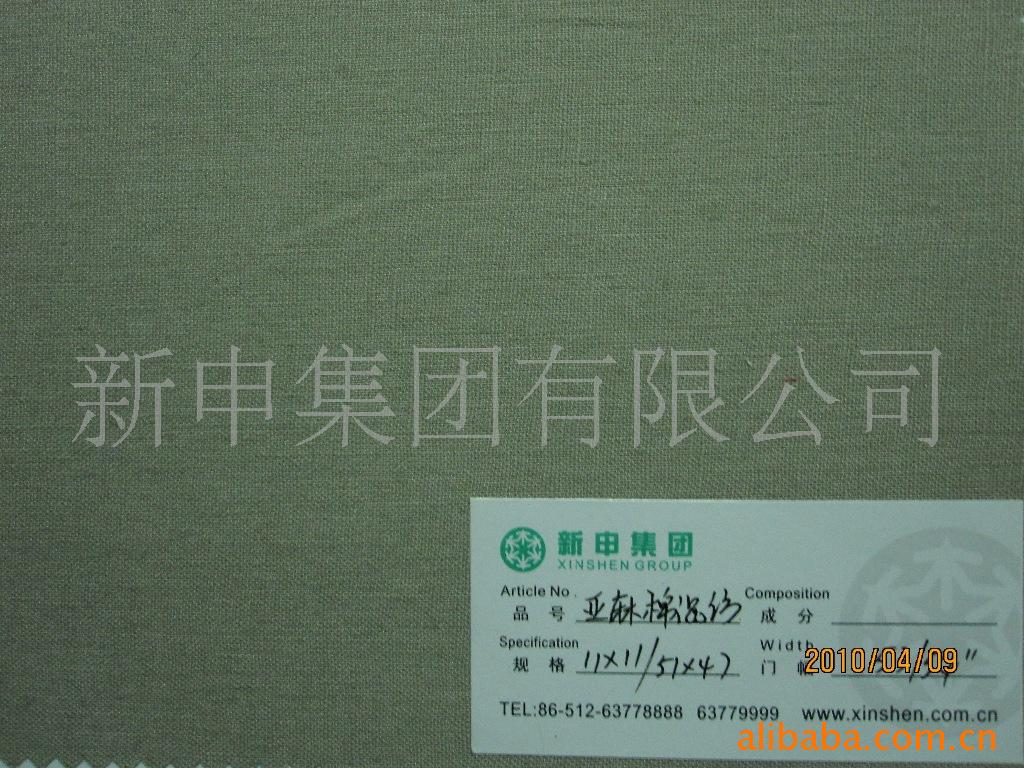 新申集团有限公司
新申集团
XINSHEN GROUP
Article No. Composition
品 号 亚麻棉混纺 成 分
Specification Width
规 格 11×11/51×47 门 幅 /54"
2010/04/09
TEL:86-512-63778888 63779999 www.xinshen.com.cn
alibaba.com.cn